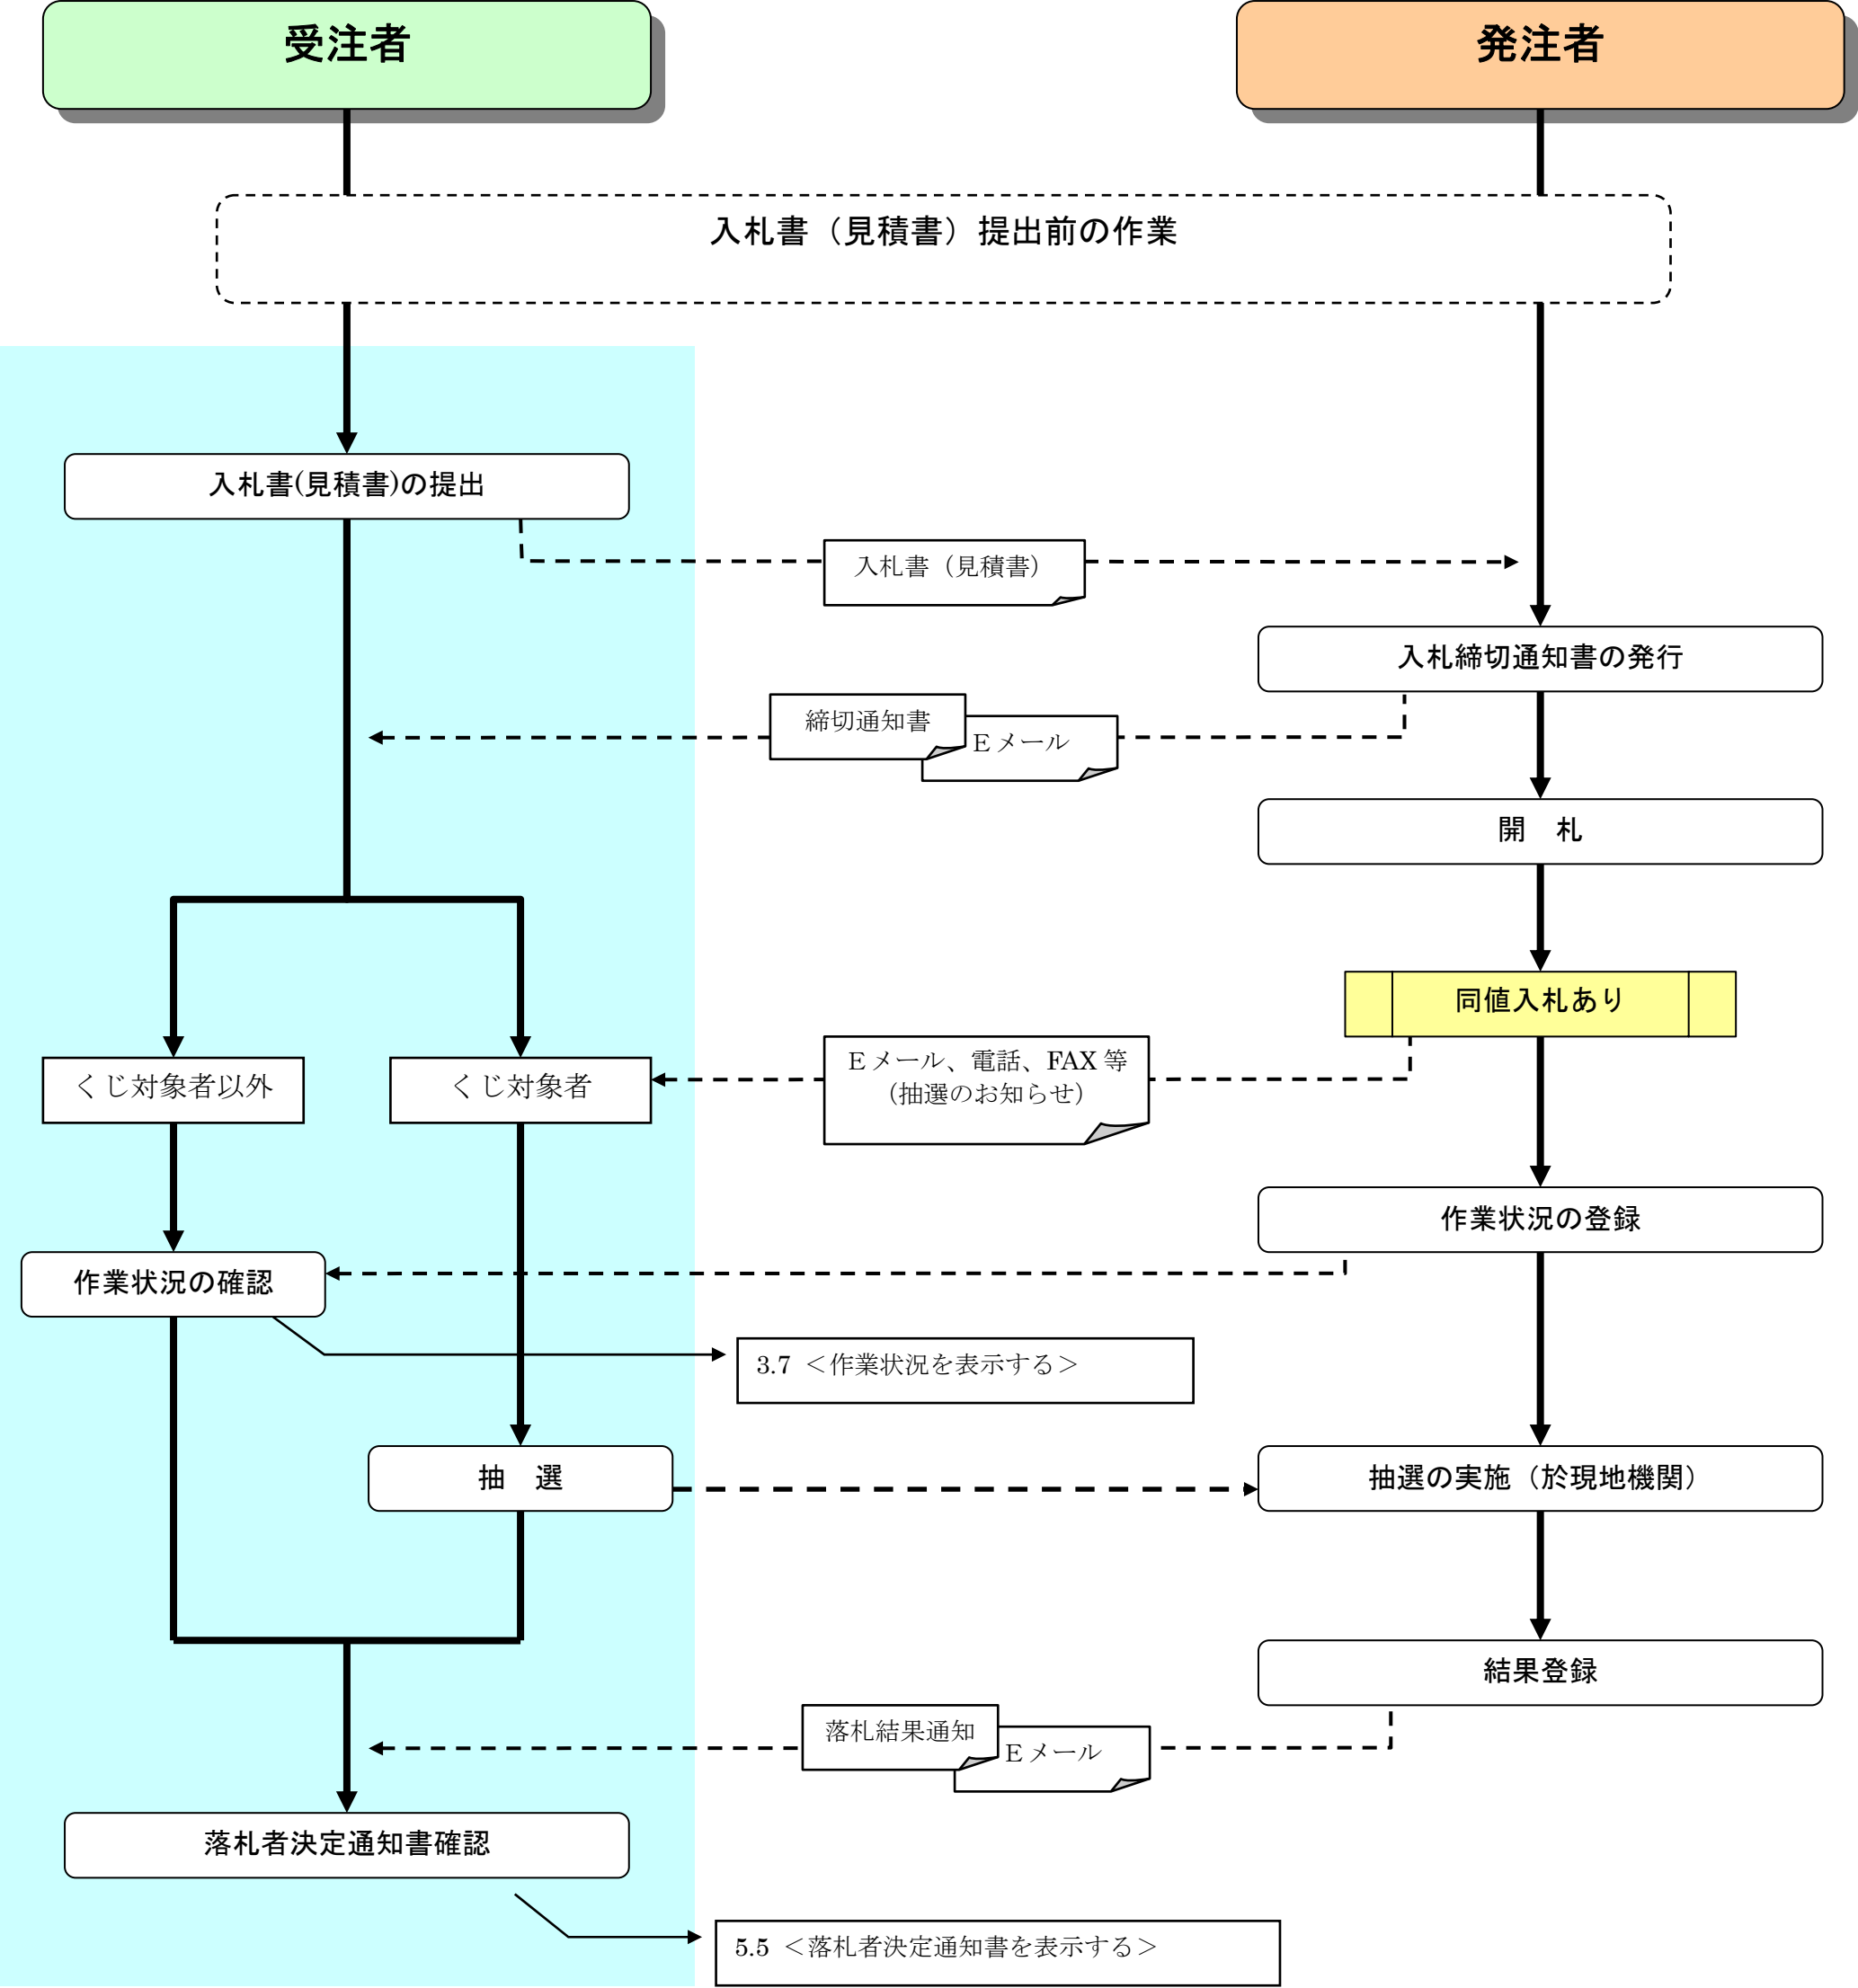 受注者
発注者
入札書（見積書）提出前の作業
入札書(見積書)の提出
入札書（見積書）
入札締切通知書の発行
締切通知書
Ｅメール
開　札
同値入札あり
Ｅメール、電話、FAX 等
（抽選のお知らせ）
くじ対象者以外
くじ対象者
作業状況の登録
作業状況の確認
3.7 ＜作業状況を表示する＞
抽　選
抽選の実施（於現地機関）
結果登録
落札結果通知
Ｅメール
落札者決定通知書確認
5.5 ＜落札者決定通知書を表示する＞